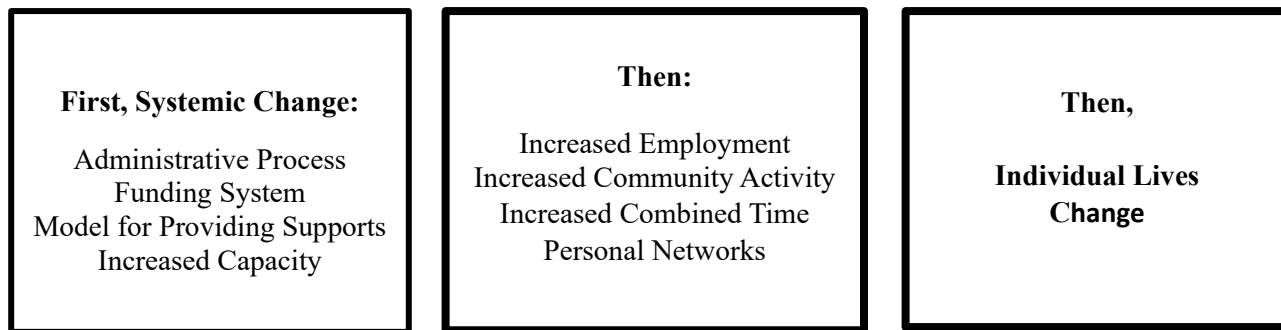 First, Systemic Change:
Administrative Process
Funding System
Model for Providing Supports
Increased Capacity
Then:
Increased Employment
Increased Community Activity
Increased Combined Time
Personal Networks
Then,
Individual Lives
Change